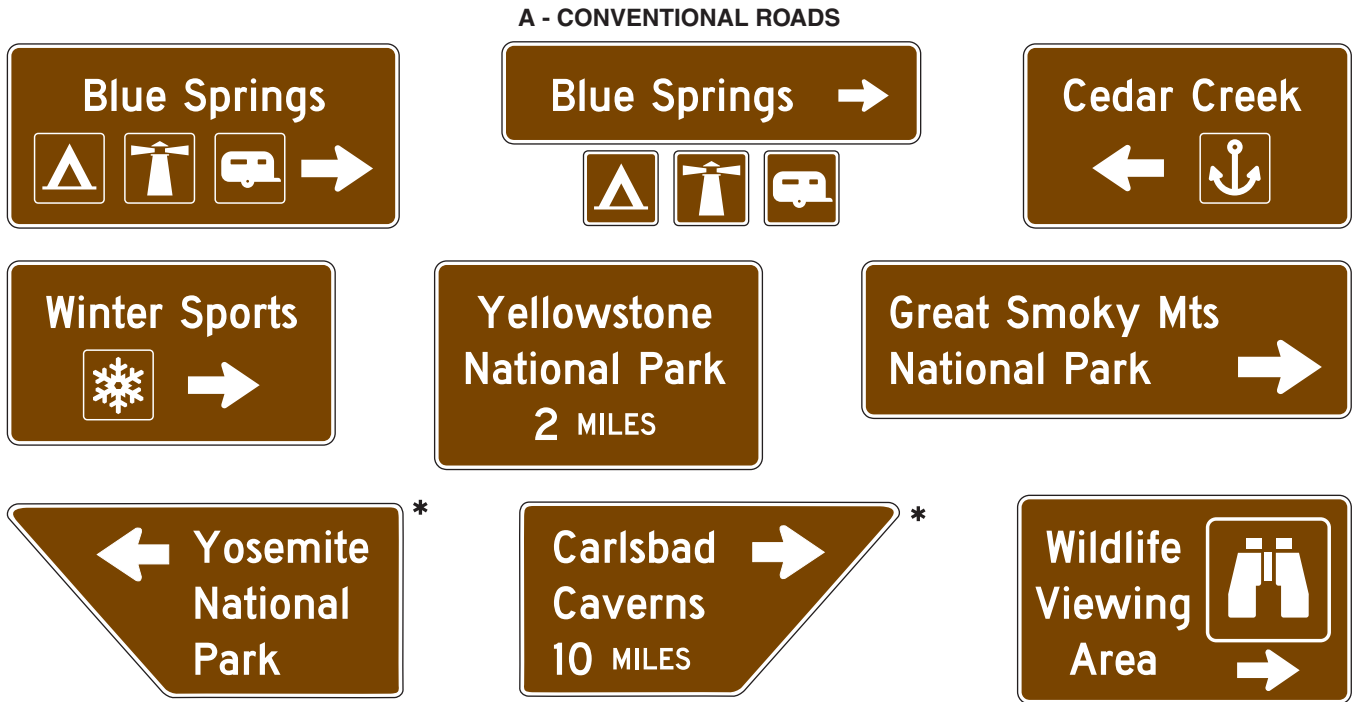 A - CONVENTIONAL ROADS
Blue Springs
Blue Springs
Cedar Creek
Winter Sports
Yellowstone
National Park
2 MILES
Great Smoky Mts
National Park
*
Yosemite
National
Park
*
Carlsbad
Caverns
10 MILES
Wildlife
Viewing
Area